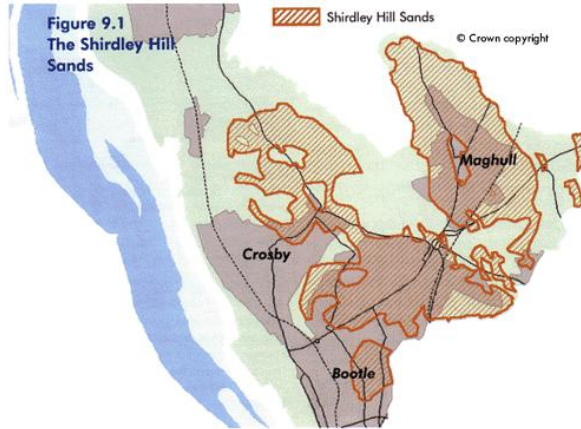 Figure 9.1
The Shirdley Hill
Sands
Shirdley Hill Sands
© Crown copyright
Maghull
Crosby
Bootle